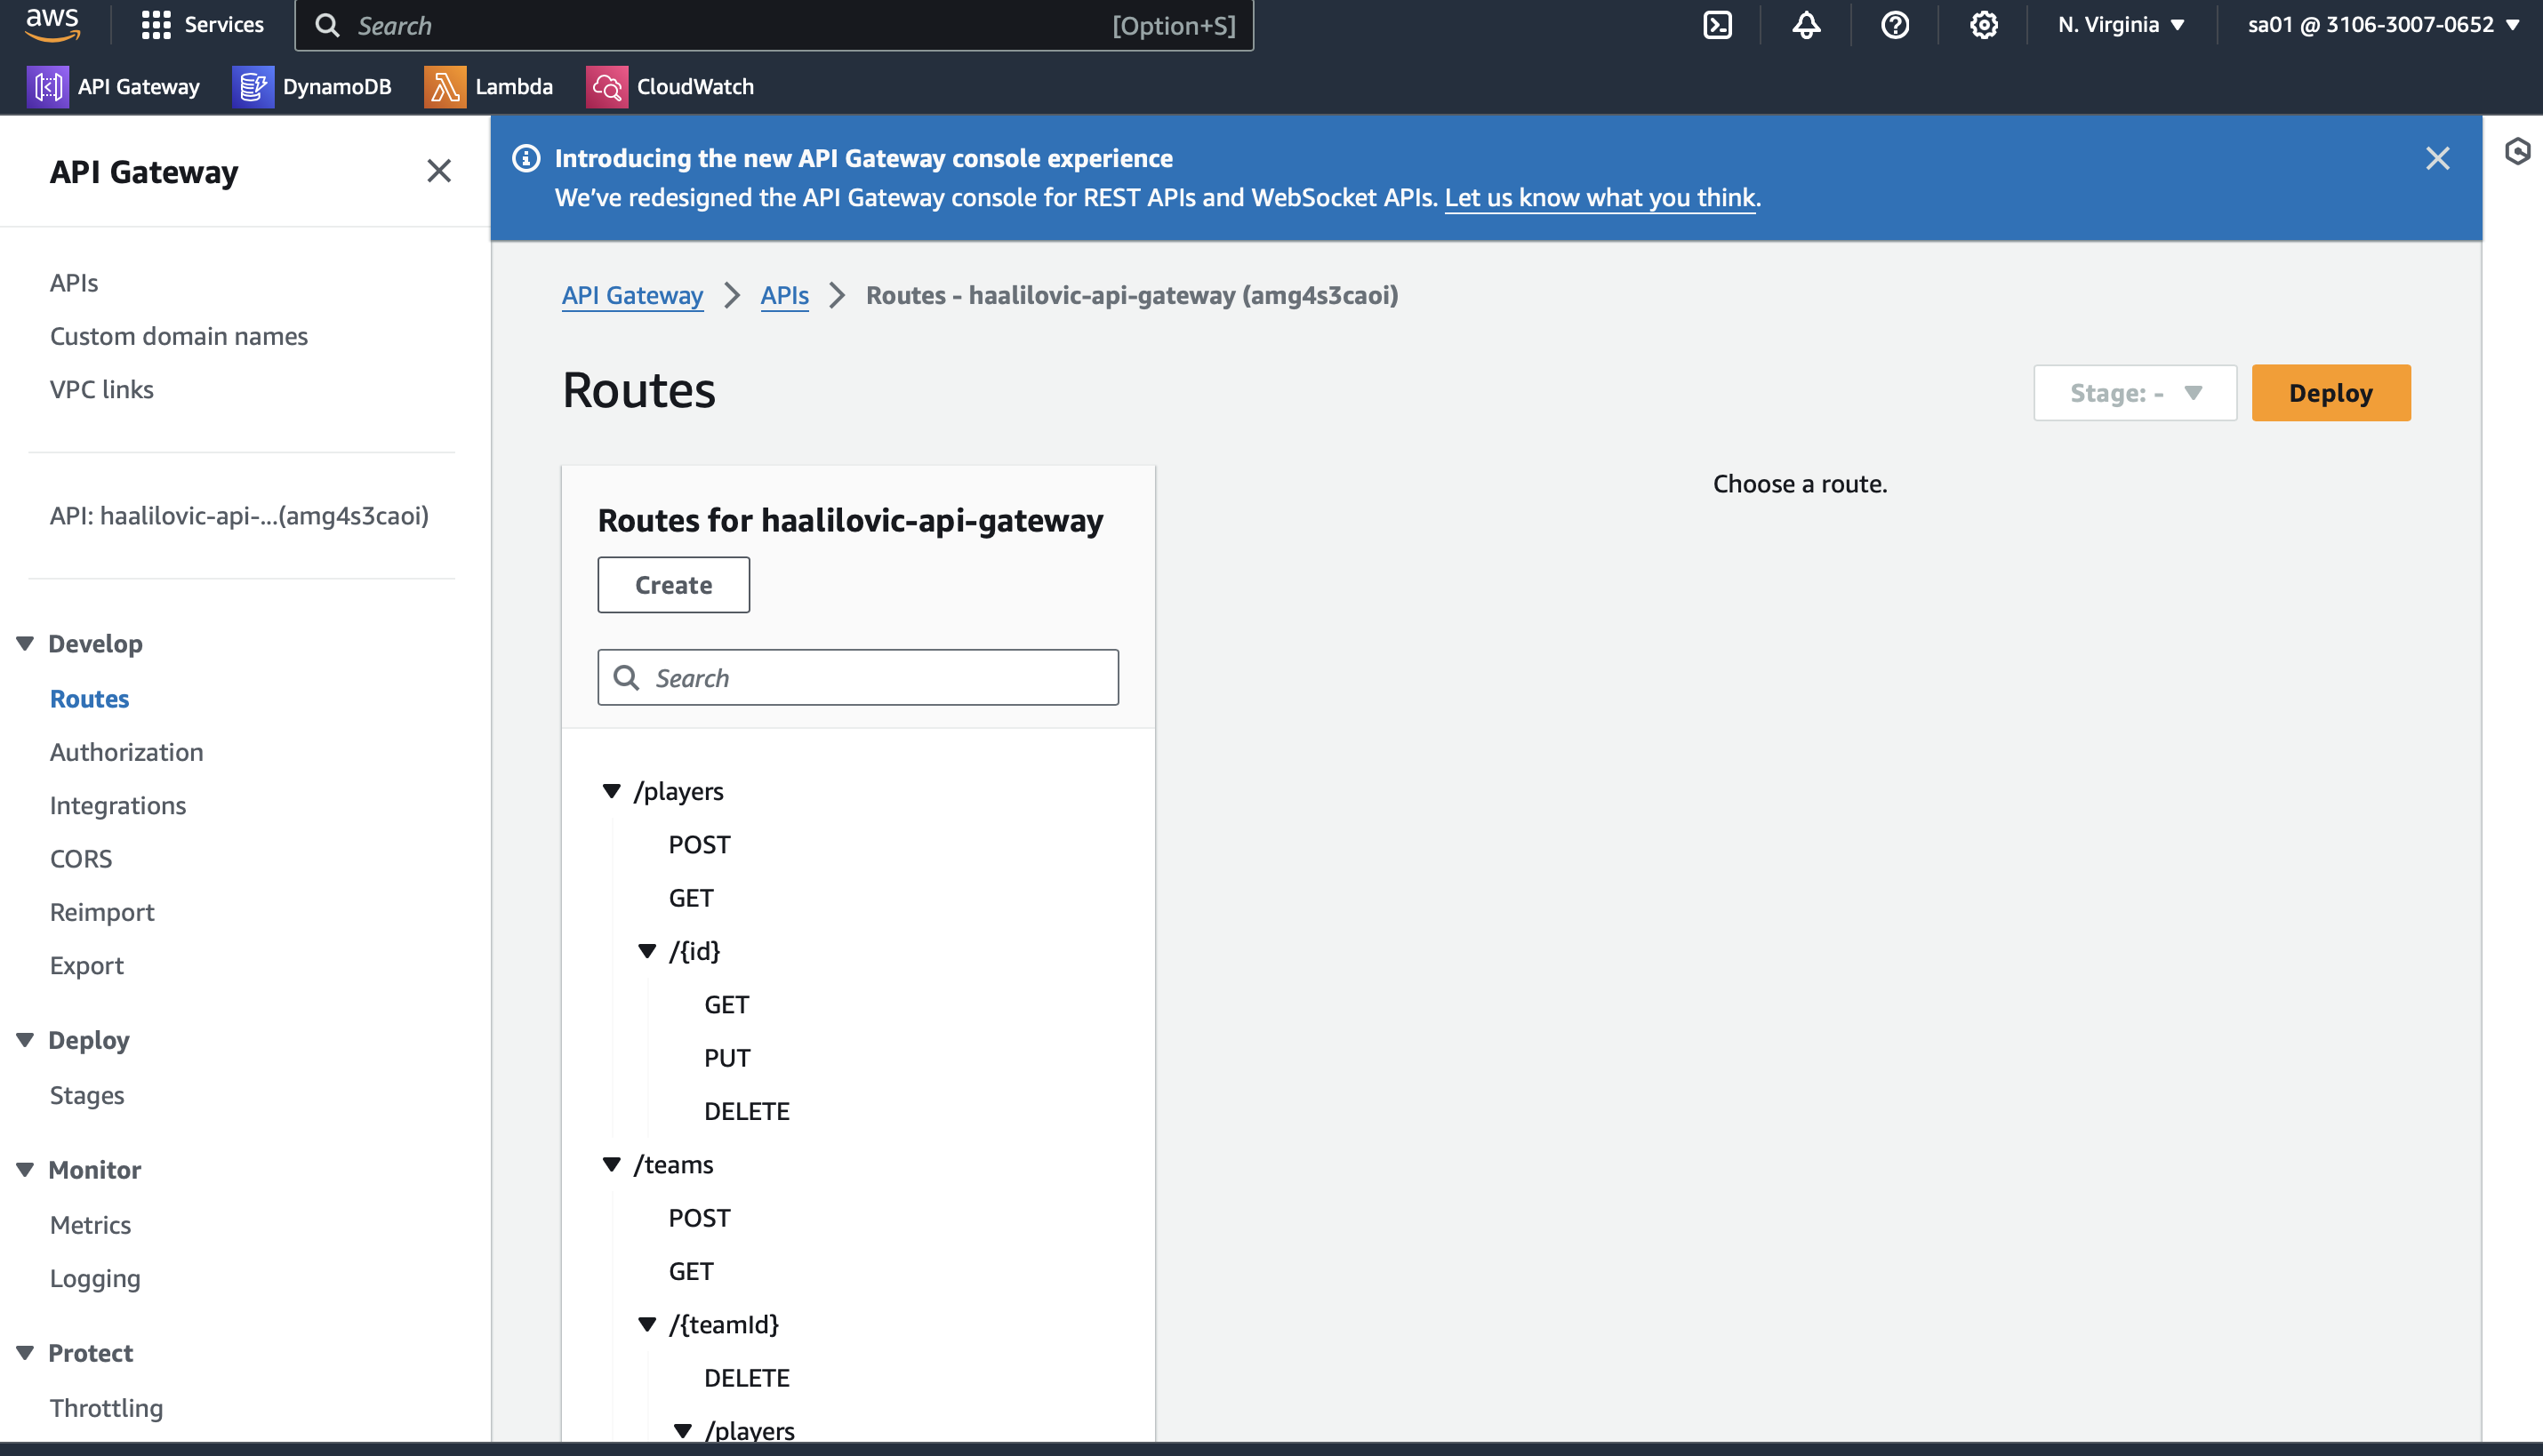 aws
Services
Search
[Option+S]
N. Virginia
sa01 @ 3106-3007-0652
API Gateway
DynamoDB
Lambda
CloudWatch
API Gateway
APIs
Custom domain names
VPC links
API: haalilovic-api-...(amg4s3caoi)
Develop
Routes
Authorization
Integrations
CORS
Reimport
Export
Deploy
Stages
Monitor
Metrics
Logging
Protect
Throttling
Introducing the new API Gateway console experience
We’ve redesigned the API Gateway console for REST APIs and WebSocket APIs. Let us know what you think.
API Gateway
APIs
Routes - haalilovic-api-gateway (amg4s3caoi)
Routes
Stage: -
Deploy
Routes for haalilovic-api-gateway
Create
Search
/players
POST
GET
/{id}
GET
PUT
DELETE
/teams
POST
GET
/{teamId}
DELETE
/players
Choose a route.